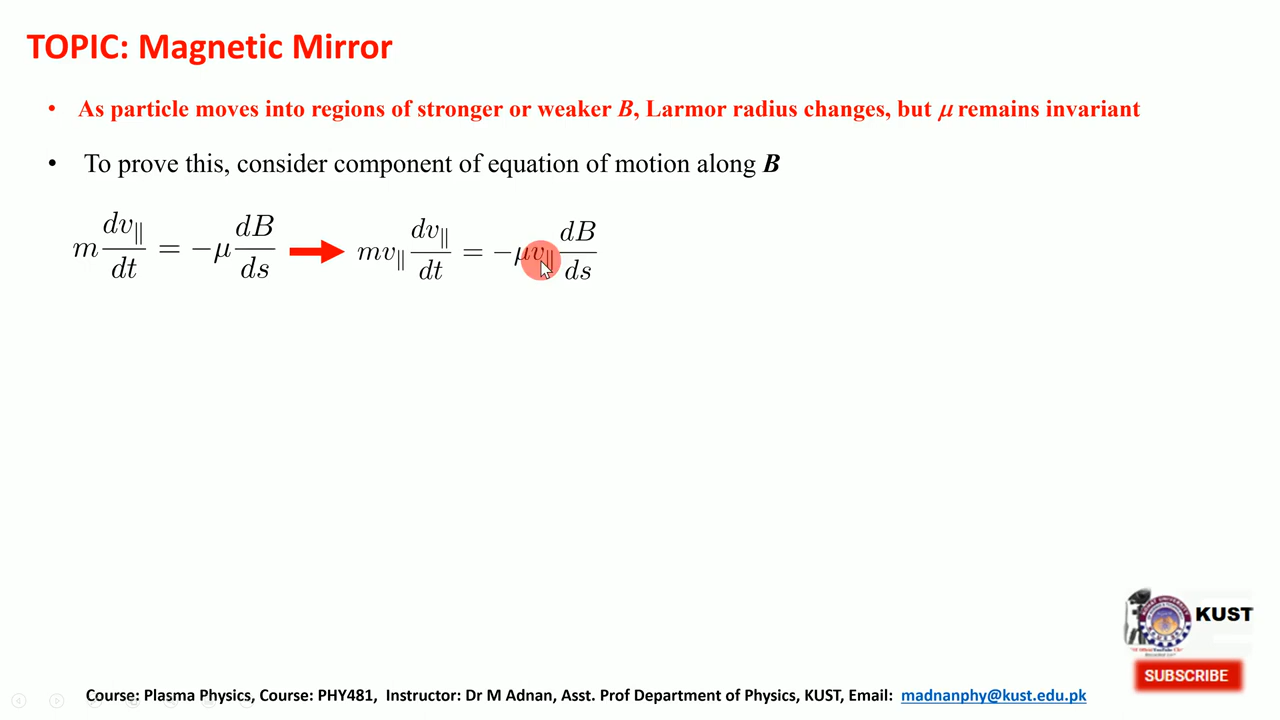 TOPIC: Magnetic Mirror
• As particle moves into regions of stronger or weaker B, Larmor radius changes, but μ remains invariant
• To prove this, consider component of equation of motion along B
m dv∥/dt = −μ dB/ds mv∥ dv∥/dt = −μv∥ dB/ds
KUST
SUBSCRIBE
Course: Plasma Physics, Course: PHY481, Instructor: Dr M Adnan, Asst. Prof Department of Physics, KUST, Email: madnanphy@kust.edu.pk